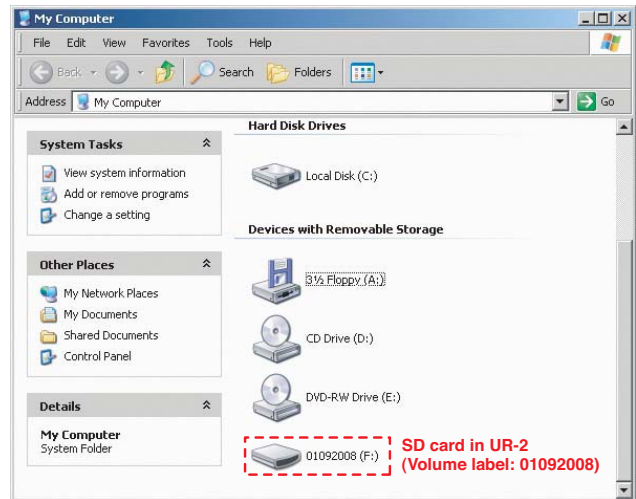 My Computer
File Edit View Favorites Tools Help
Back Search Folders
Address My Computer Go
System Tasks
View system information
Add or remove programs
Change a setting
Other Places
My Network Places
My Documents
Shared Documents
Control Panel
Details
My Computer
System Folder
Hard Disk Drives
Local Disk (C:)
Devices with Removable Storage
3½ Floppy (A:)
CD Drive (D:)
DVD-RW Drive (E:)
01092008 (F:)
SD card in UR-2
(Volume label: 01092008)